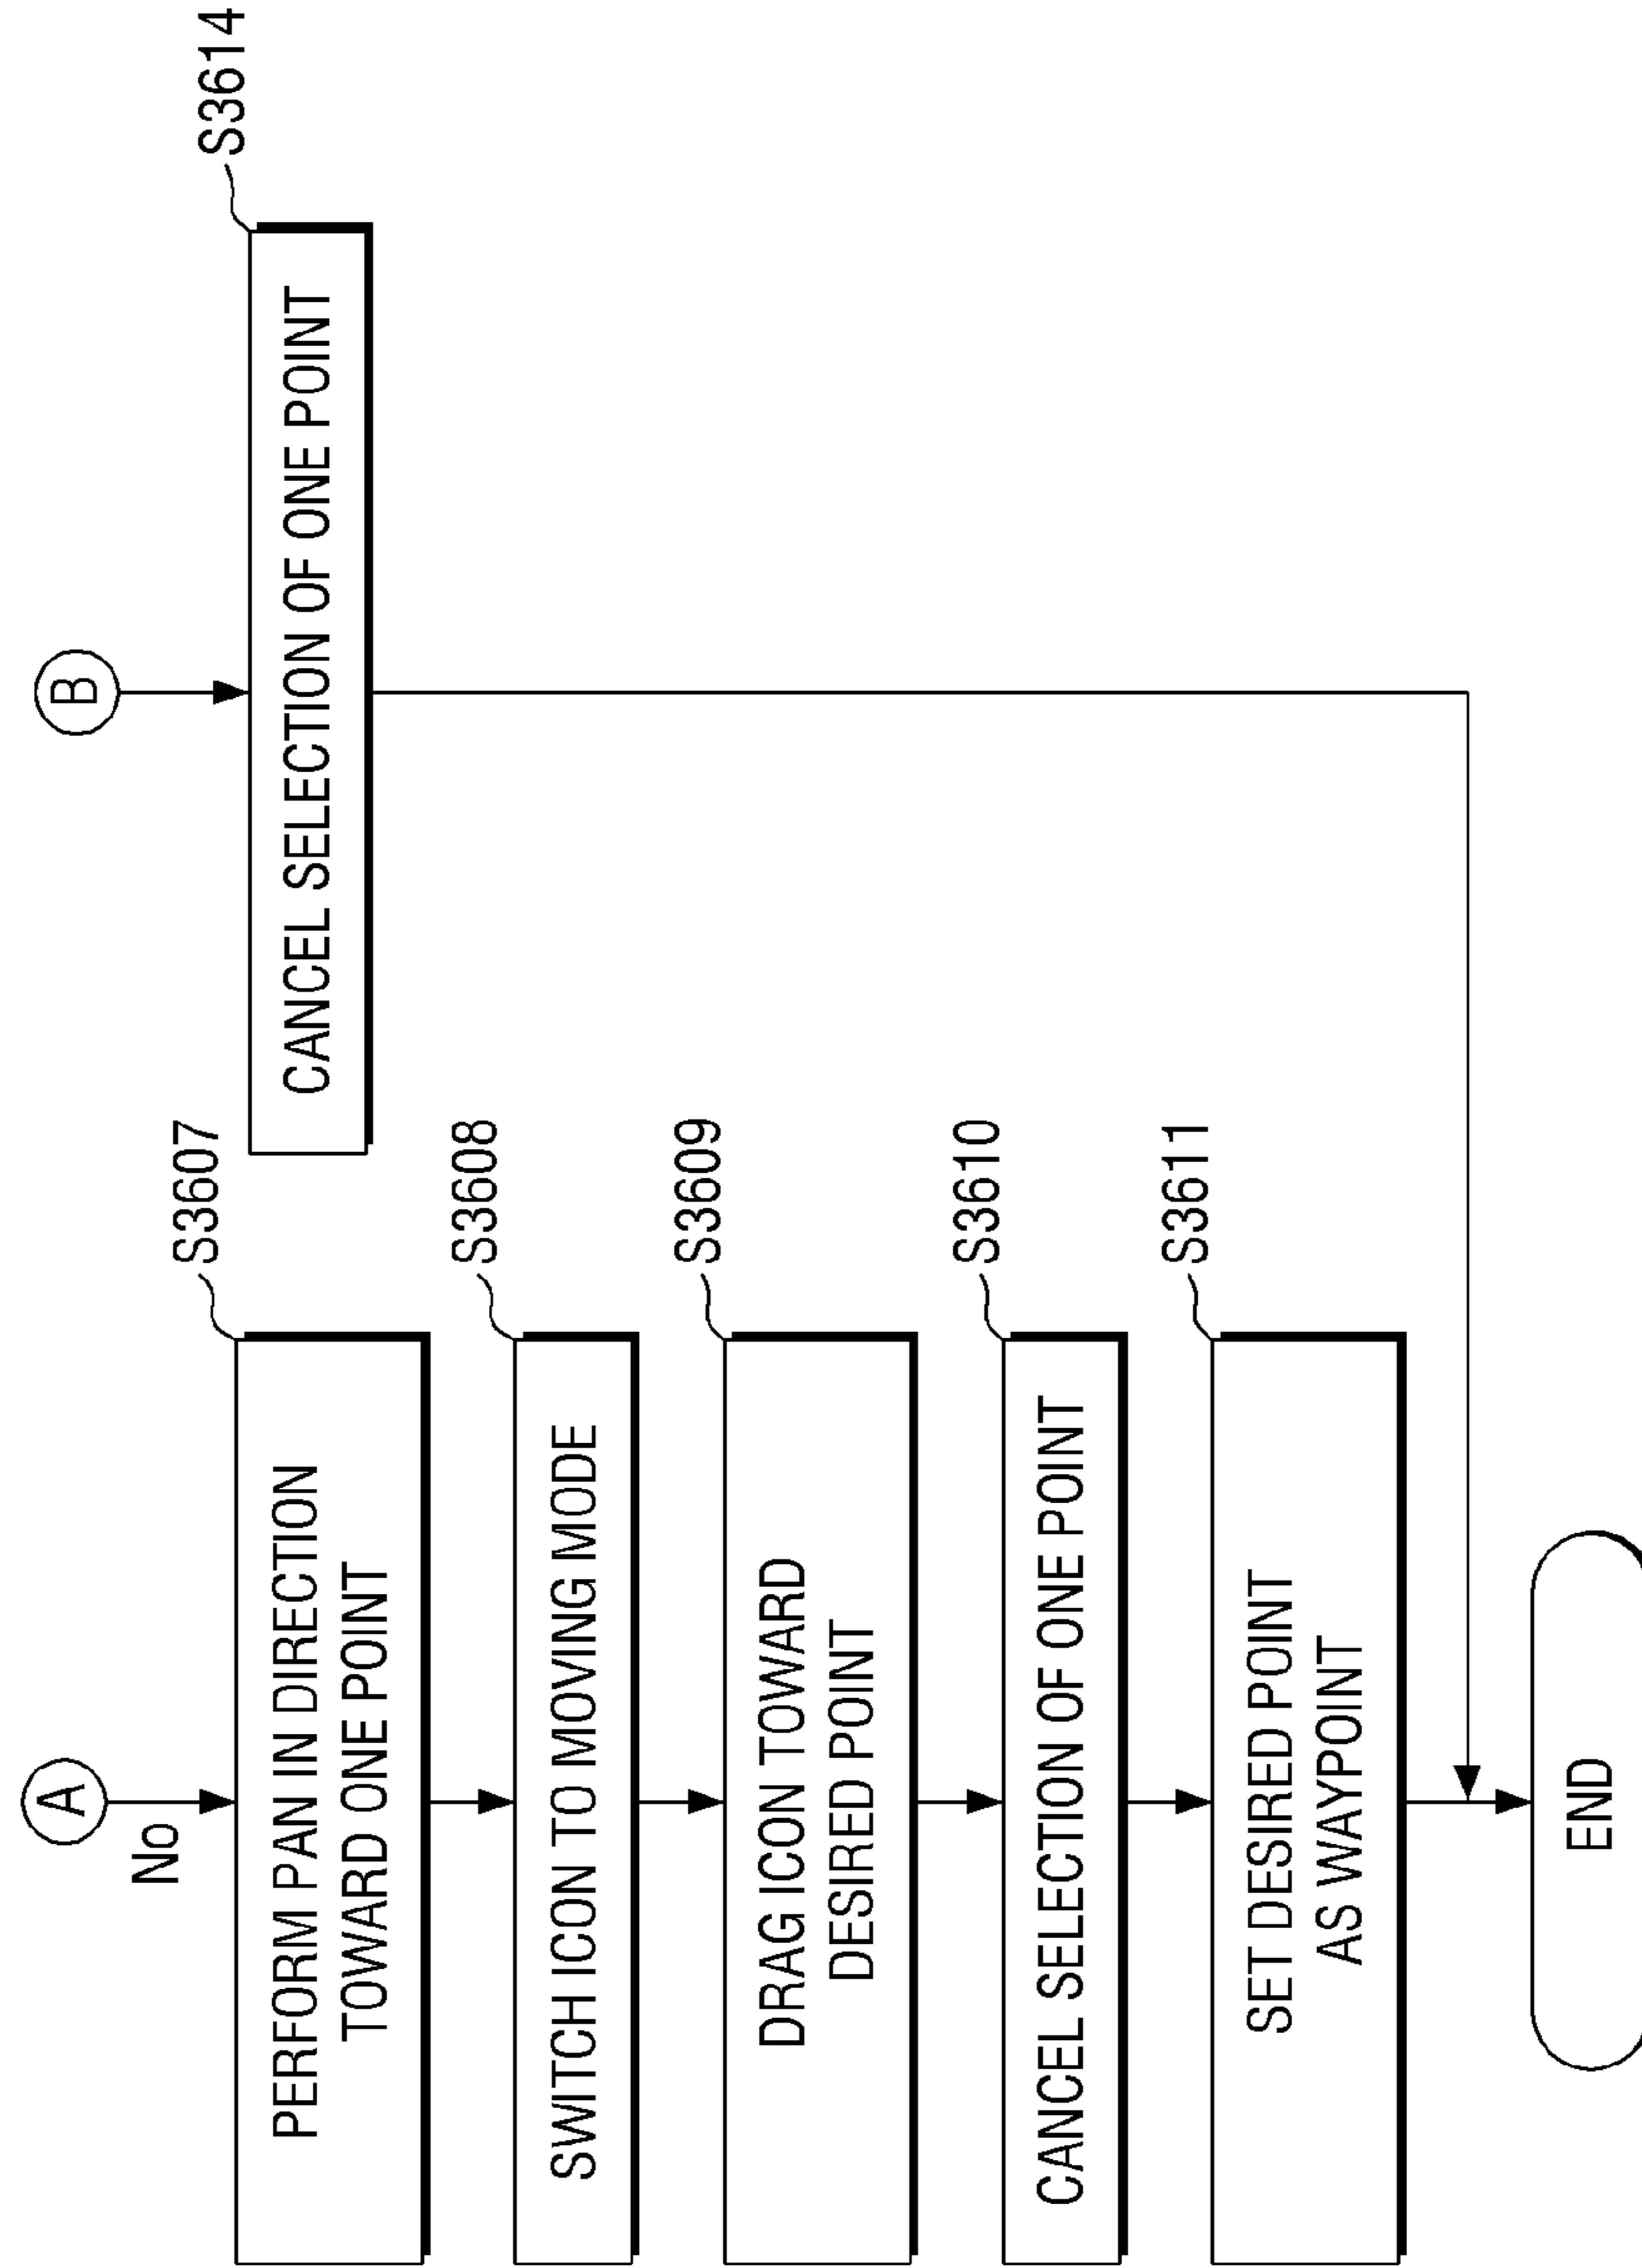 A
No
S3607
PERFORM PAN IN DIRECTION
TOWARD ONE POINT
S3608
SWITCH ICON TO MOVING MODE
S3609
DRAG ICON TOWARD
DESIRED POINT
S3610
CANCEL SELECTION OF ONE POINT
S3611
SET DESIRED POINT
AS WAYPOINT
END
B
S3614
CANCEL SELECTION OF ONE POINT